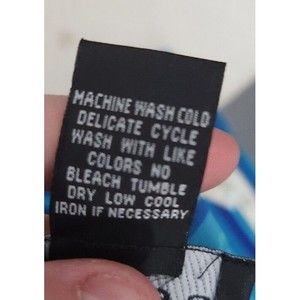 MACHINE WASH COLD
DELICATE CYCLE
WASH WITH LIKE
COLORS NO
BLEACH TUMBLE
DRY LOW COOL
IRON IF NECESSARY